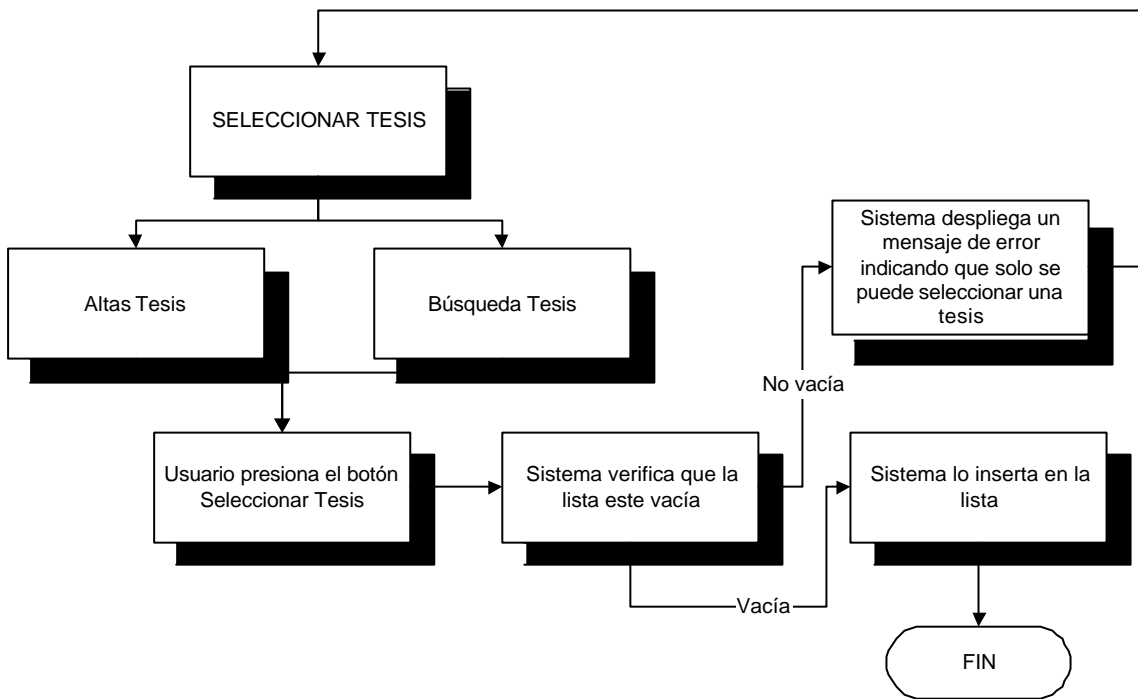 SELECCIONAR TESIS
Altas Tesis
Búsqueda Tesis
Sistema despliega un
mensaje de error
indicando que solo se
puede seleccionar una
tesis
No vacía
Usuario presiona el botón
Seleccionar Tesis
Sistema verifica que la
lista este vacía
Sistema lo inserta en la
lista
Vacía
FIN